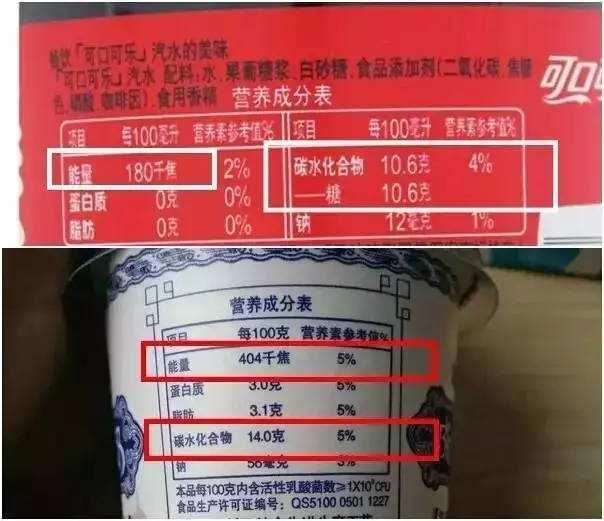 畅饮「可口可乐」汽水的美味
「可口可乐」汽水 配料:水、果葡糖浆、白砂糖、食品添加剂(二氧化碳、焦糖
色、磷酸、咖啡因)、食用香精 营养成分表
项目 每100毫升 营养素参考值%
能量 180千焦 2%
蛋白质 0克 0%
脂肪 0克 0%
项目 每100毫升 营养素参考值%
碳水化合物 10.6克 4%
——糖 10.6克
钠 12毫克 1%
可口
营养成分表
项目 每100克 营养素参考值%
能量 404千焦 5%
蛋白质 3.0克 5%
脂肪 3.1克 5%
碳水化合物 14.0克 5%
钠 58毫克 3%
本品每100克内含活性乳酸菌数≥1X10⁶CFU
食品生产许可证编号:QS5100 0501 1227